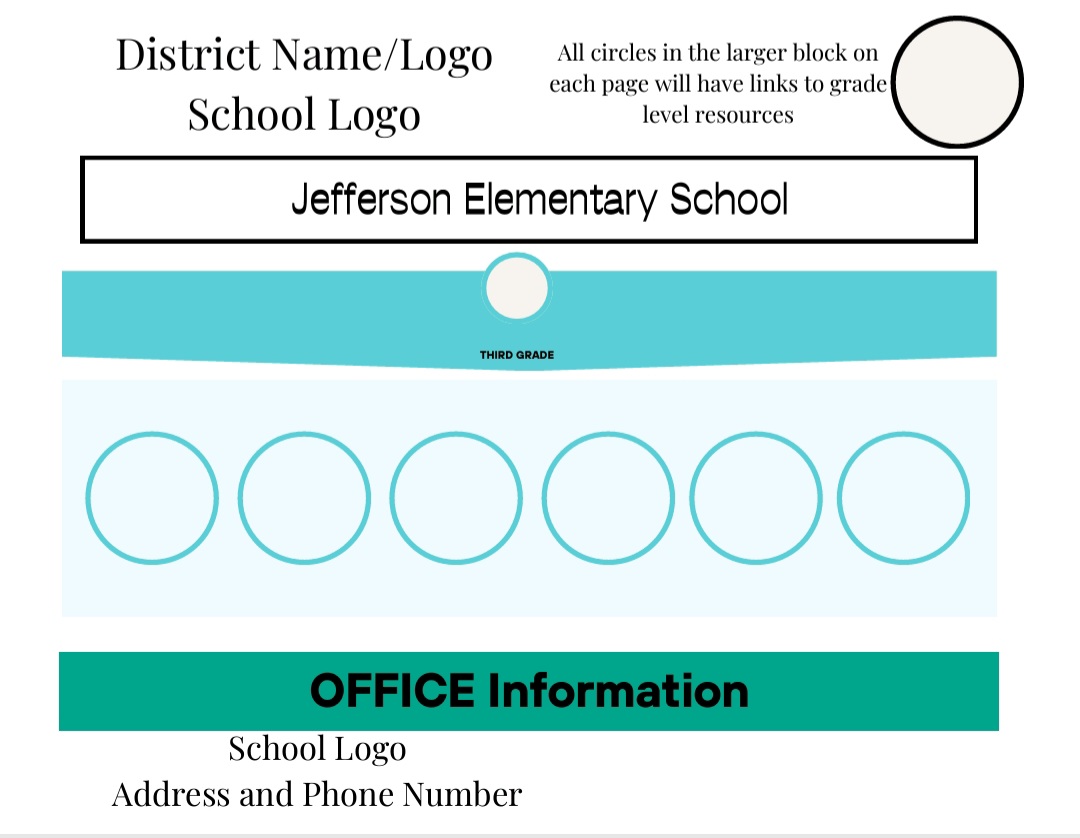 District Name/Logo
School Logo
All circles in the larger block on
each page will have links to grade
level resources
Jefferson Elementary School
THIRD GRADE
OFFICE Information
School Logo
Address and Phone Number